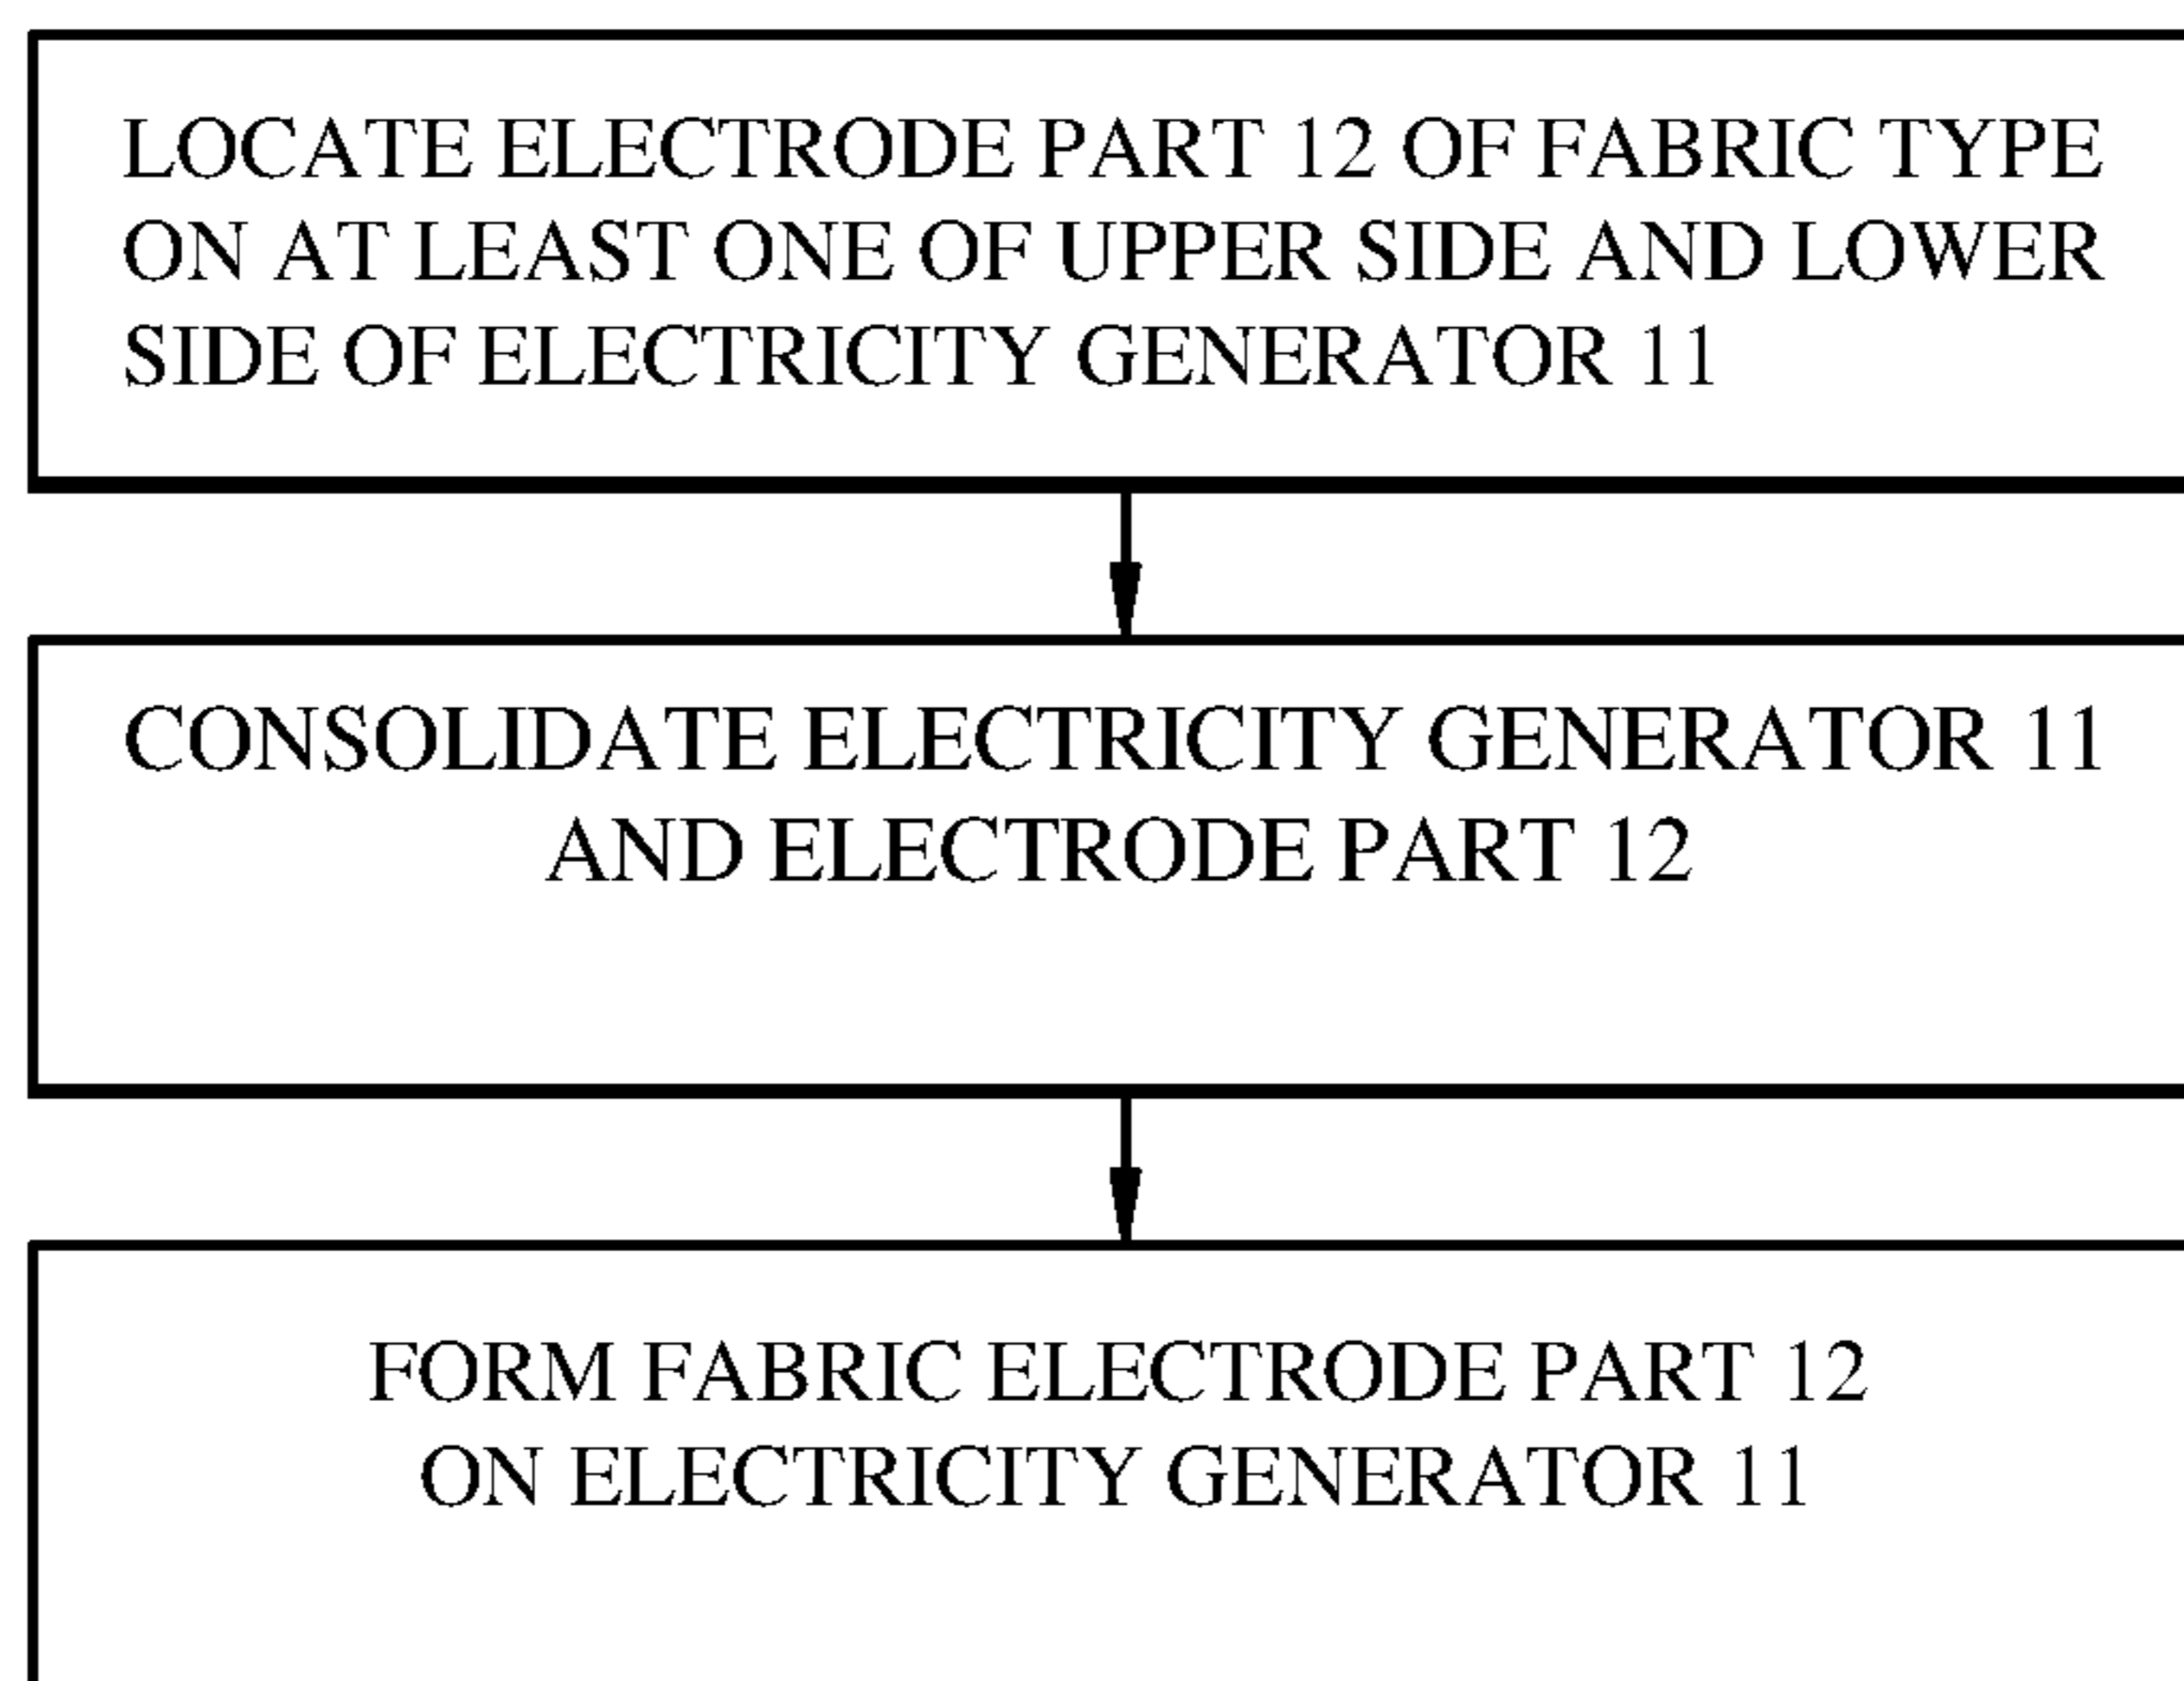 LOCATE ELECTRODE PART 12 OF FABRIC TYPE
ON AT LEAST ONE OF UPPER SIDE AND LOWER
SIDE OF ELECTRICITY GENERATOR 11
CONSOLIDATE ELECTRICITY GENERATOR 11
AND ELECTRODE PART 12
FORM FABRIC ELECTRODE PART 12
ON ELECTRICITY GENERATOR 11